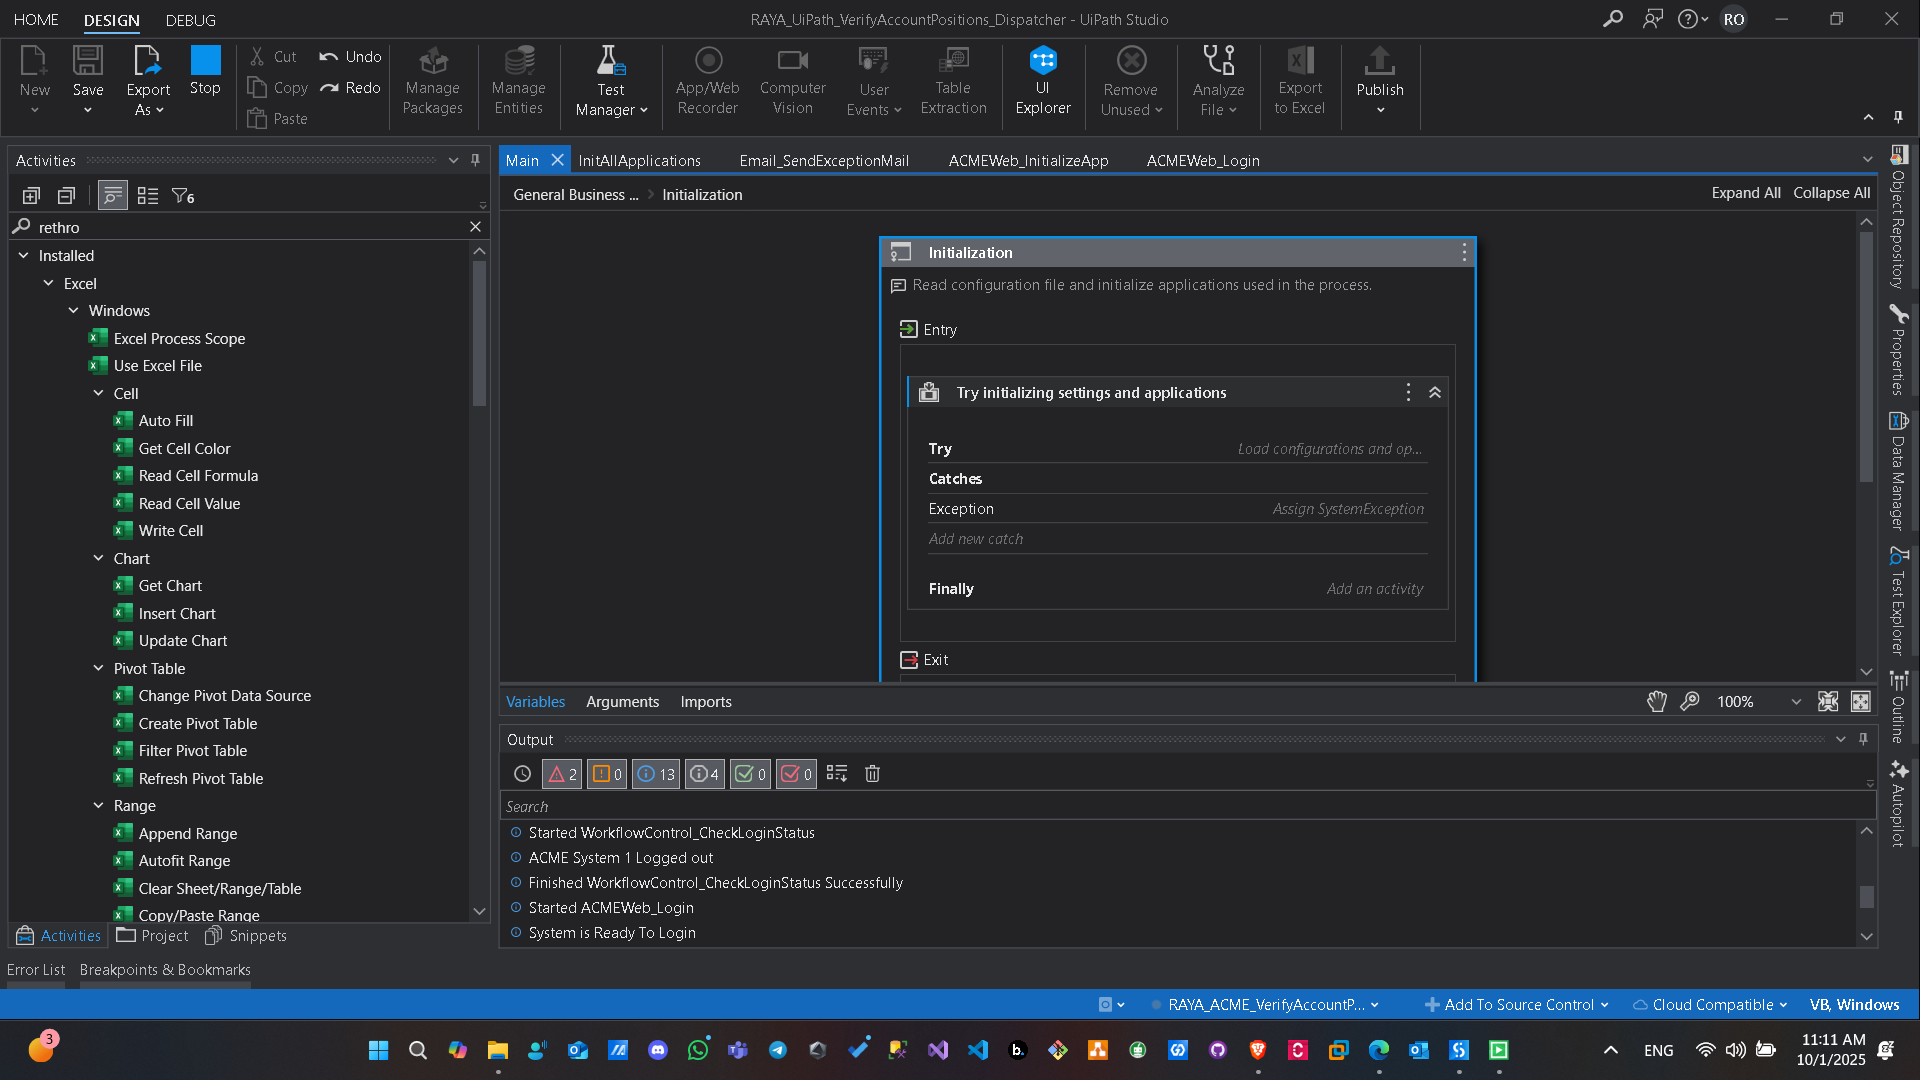 HOME DESIGN DEBUG
RAYA_UiPath_VerifyAccountPositions_Dispatcher - UiPath Studio
RO
New
Save
Export As
Stop
Cut
Copy
Paste
Undo
Redo
Manage Packages
Manage Entities
Test Manager
App/Web Recorder
Computer Vision
User Events
Table Extraction
UI Explorer
Remove Unused
Analyze File
Export to Excel
Publish
Activities
6
rethro
Installed
Excel
Windows
Excel Process Scope
Use Excel File
Cell
Auto Fill
Get Cell Color
Read Cell Formula
Read Cell Value
Write Cell
Chart
Get Chart
Insert Chart
Update Chart
Pivot Table
Change Pivot Data Source
Create Pivot Table
Filter Pivot Table
Refresh Pivot Table
Range
Append Range
Autofit Range
Clear Sheet/Range/Table
Copy/Paste Range
Activities Project Snippets
Main InitAllApplications Email_SendExceptionMail ACMEWeb_InitializeApp ACMEWeb_Login
General Business ... Initialization
Expand All Collapse All
Initialization
Read configuration file and initialize applications used in the process.
Entry
Try initializing settings and applications
Try Load configurations and op...
Catches
Exception Assign SystemException
Add new catch
Finally Add an activity
Exit
Variables Arguments Imports
100%
Output
2 0 13 4 0 0
Search
Started WorkflowControl_CheckLoginStatus
ACME System 1 Logged out
Finished WorkflowControl_CheckLoginStatus Successfully
Started ACMEWeb_Login
System is Ready To Login
Object Repository
Properties
Data Manager
Test Explorer
Outline
Autopilot
Error List Breakpoints & Bookmarks
RAYA_ACME_VerifyAccountP... Add To Source Control Cloud Compatible VB, Windows
3
b.
ENG
11:11 AM
10/1/2025